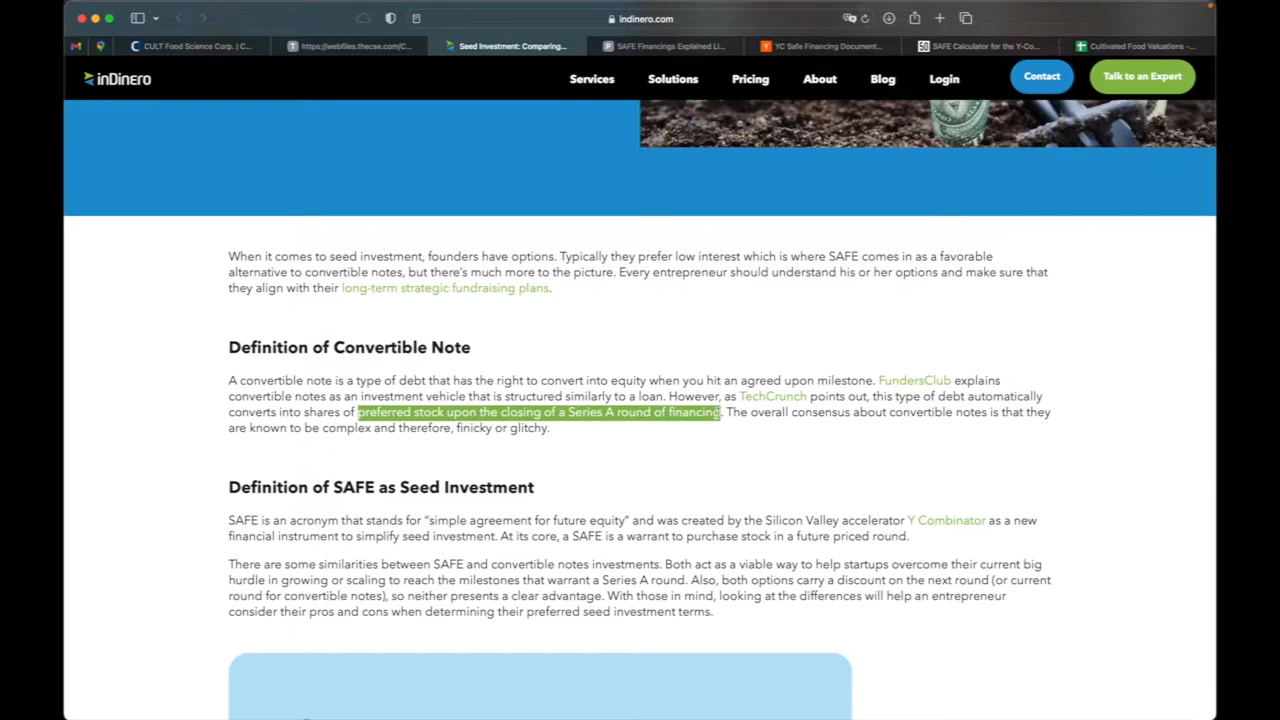 indinero.com
CULT Food Science Corp. | C...
https://webfiles.thecse.com/C...
Seed Investment: Comparing...
SAFE Financings Explained Li...
YC Safe Financing Document...
SAFE Calculator for the Y-Co...
Cultivated Food Valuations -...
inDinero
Services
Solutions
Pricing
About
Blog
Login
Contact
Talk to an Expert
When it comes to seed investment, founders have options. Typically they prefer low interest which is where SAFE comes in as a favorable
alternative to convertible notes, but there's much more to the picture. Every entrepreneur should understand his or her options and make sure that
they align with their long-term strategic fundraising plans.
Definition of Convertible Note
A convertible note is a type of debt that has the right to convert into equity when you hit an agreed upon milestone. FundersClub explains
convertible notes as an investment vehicle that is structured similarly to a loan. However, as TechCrunch points out, this type of debt automatically
converts into shares of preferred stock upon the closing of a Series A round of financing. The overall consensus about convertible notes is that they
are known to be complex and therefore, finicky or glitchy.
Definition of SAFE as Seed Investment
SAFE is an acronym that stands for "simple agreement for future equity" and was created by the Silicon Valley accelerator Y Combinator as a new
financial instrument to simplify seed investment. At its core, a SAFE is a warrant to purchase stock in a future priced round.
There are some similarities between SAFE and convertible notes investments. Both act as a viable way to help startups overcome their current big
hurdle in growing or scaling to reach the milestones that warrant a Series A round. Also, both options carry a discount on the next round (or current
round for convertible notes), so neither presents a clear advantage. With those in mind, looking at the differences will help an entrepreneur
consider their pros and cons when determining their preferred seed investment terms.